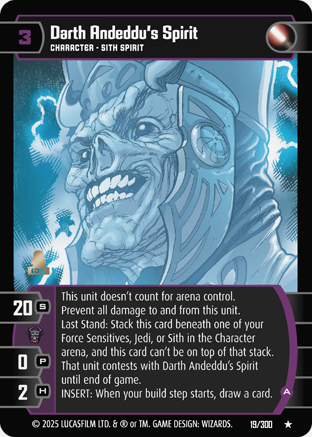 3 Darth Andeddu's Spirit
CHARACTER • SITH SPIRIT
This unit doesn't count for arena control.
20 S Prevent all damage to and from this unit.
Last Stand: Stack this card beneath one of your
Force Sensitives, Jedi, or Sith in the Character
arena, and this card can't be on top of that stack.
0 P That unit contests with Darth Andeddu's Spirit
until end of game.
2 H INSERT: When your build step starts, draw a card. A
© 2025 LUCASFILM LTD. & ® or TM. GAME DESIGN: WIZARDS. 19/300 ★